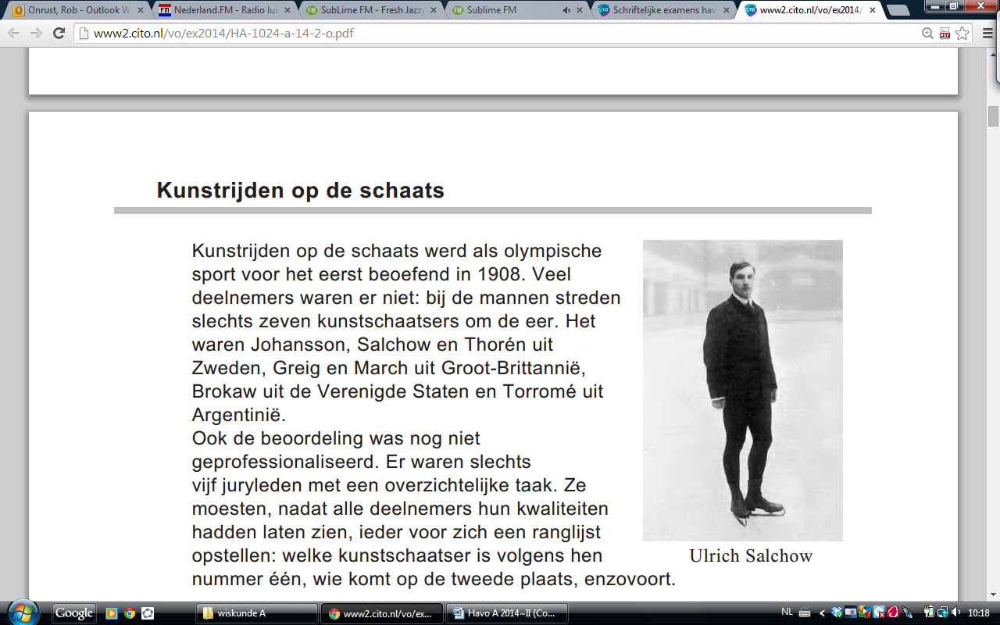 Onrust, Rob - Outlook W
Nederland.FM - Radio lui
SubLime FM - Fresh Jazz
Sublime FM
Schriftelijke examens hav
www2.cito.nl/vo/ex2014/
www2.cito.nl/vo/ex2014/HA-1024-a-14-2-o.pdf
Kunstrijden op de schaats
Kunstrijden op de schaats werd als olympische
sport voor het eerst beoefend in 1908. Veel
deelnemers waren er niet: bij de mannen streden
slechts zeven kunstschaatsers om de eer. Het
waren Johansson, Salchow en Thorén uit
Zweden, Greig en March uit Groot-Brittannië,
Brokaw uit de Verenigde Staten en Torromé uit
Argentinië.
Ook de beoordeling was nog niet
geprofessionaliseerd. Er waren slechts
vijf juryleden met een overzichtelijke taak. Ze
moesten, nadat alle deelnemers hun kwaliteiten
hadden laten zien, ieder voor zich een ranglijst
opstellen: welke kunstschaatser is volgens hen
nummer één, wie komt op de tweede plaats, enzovoort.
Ulrich Salchow
Google
wiskunde A
www2.cito.nl/vo/ex...
Havo A 2014~II (Co...
NL
10:18